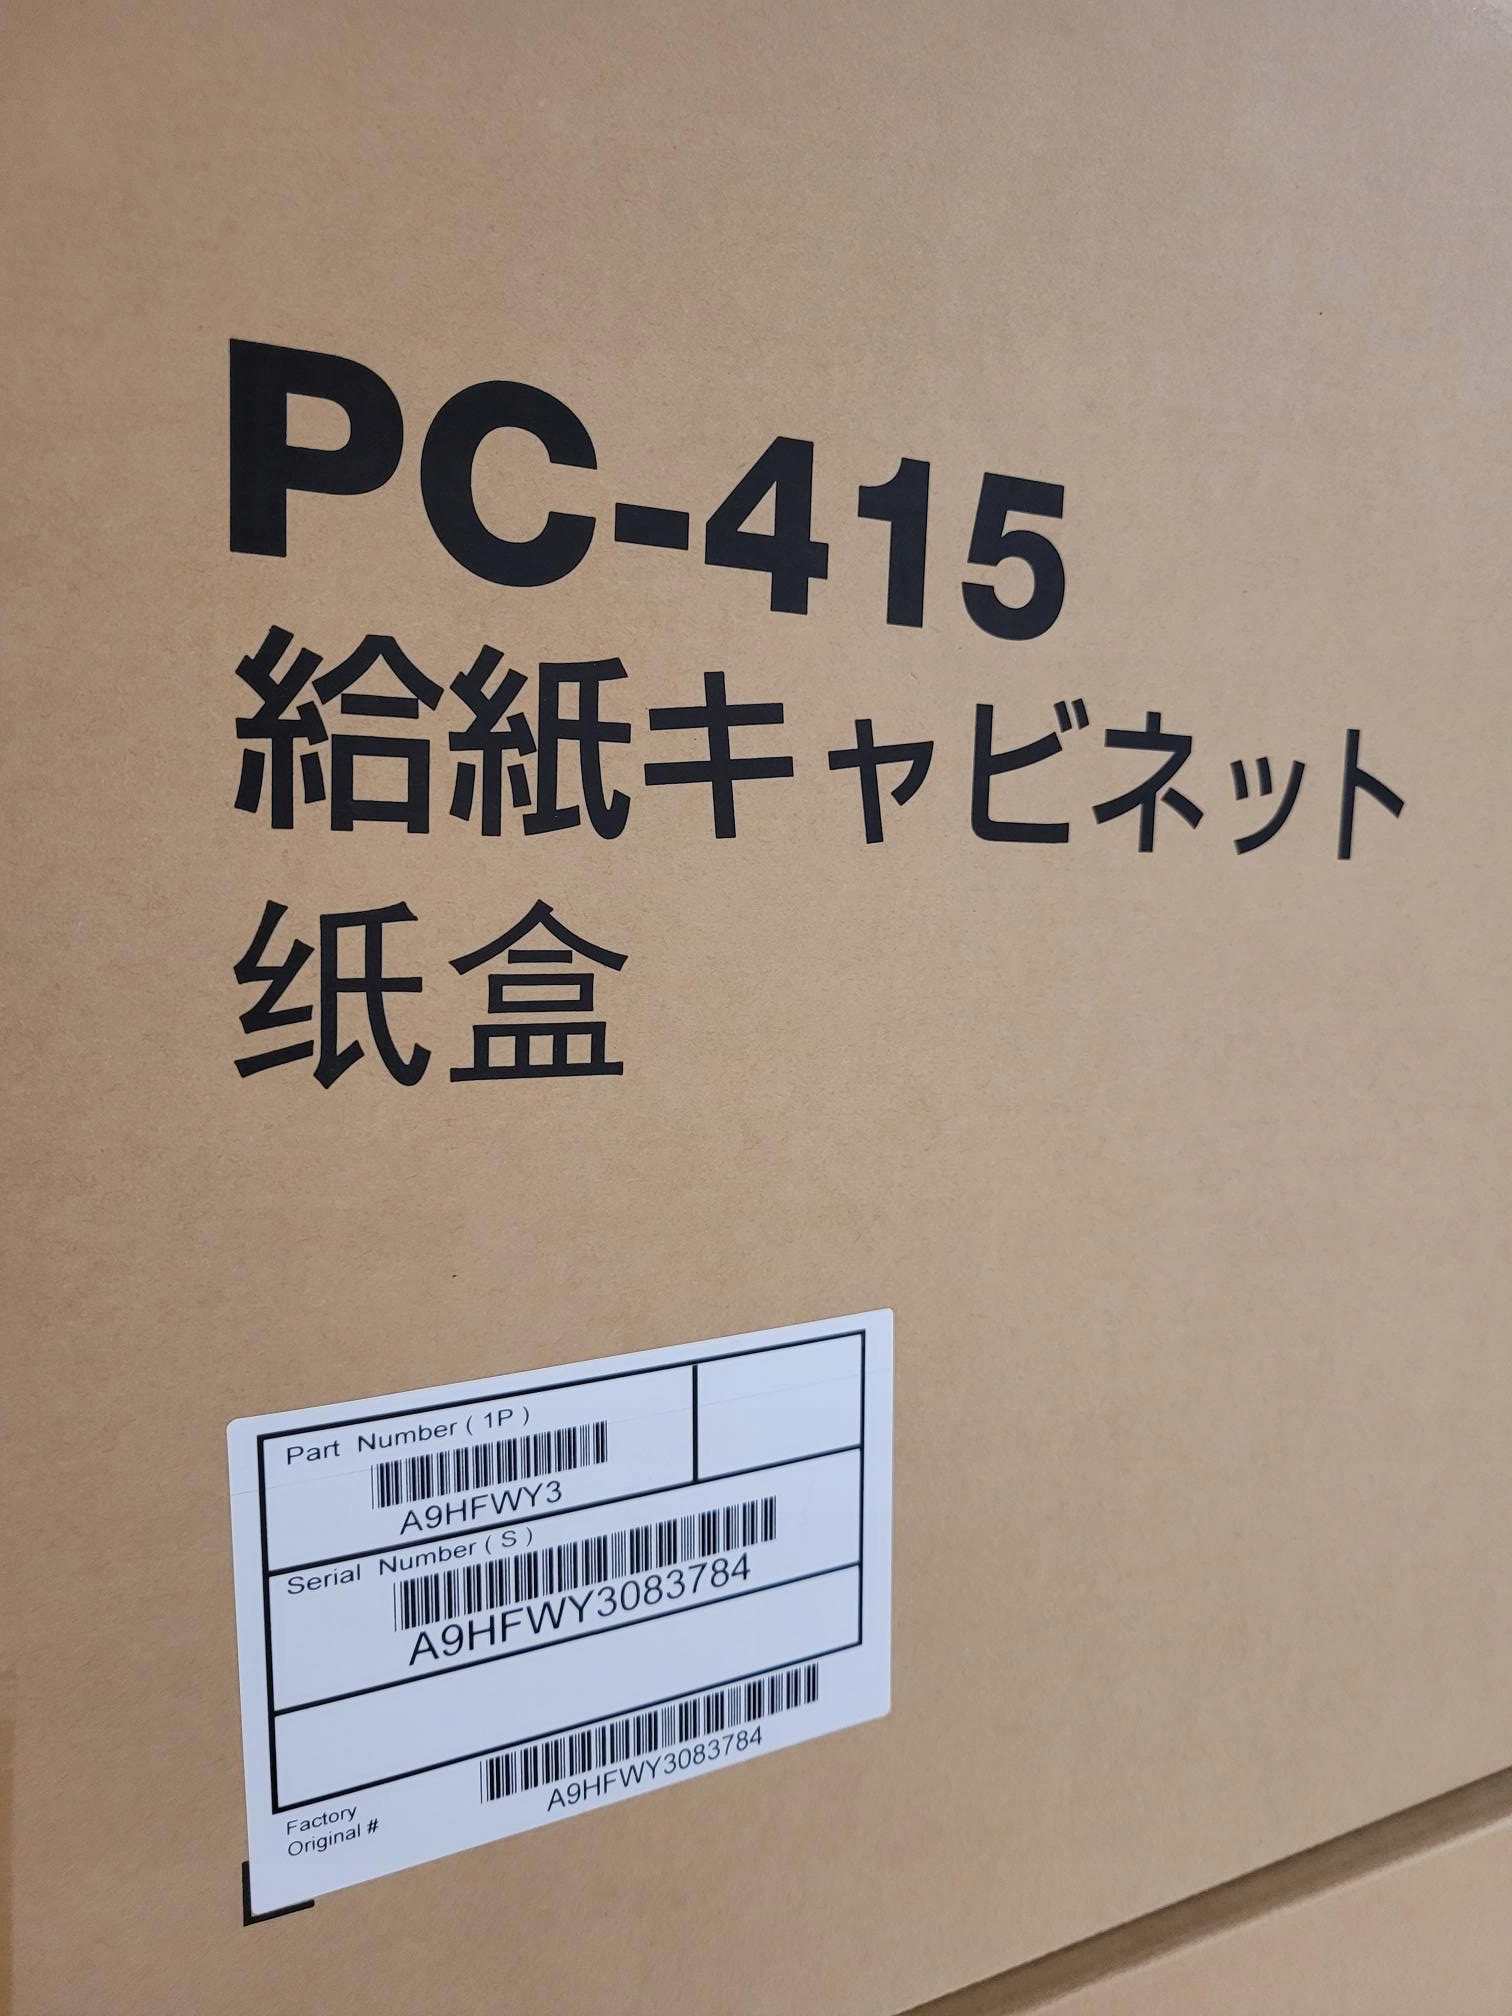 PC-415
給紙キャビネット
纸盒
Part Number ( 1P )
A9HFWY3
Serial Number ( S )
A9HFWY3083784
A9HFWY3083784
Factory
Original #